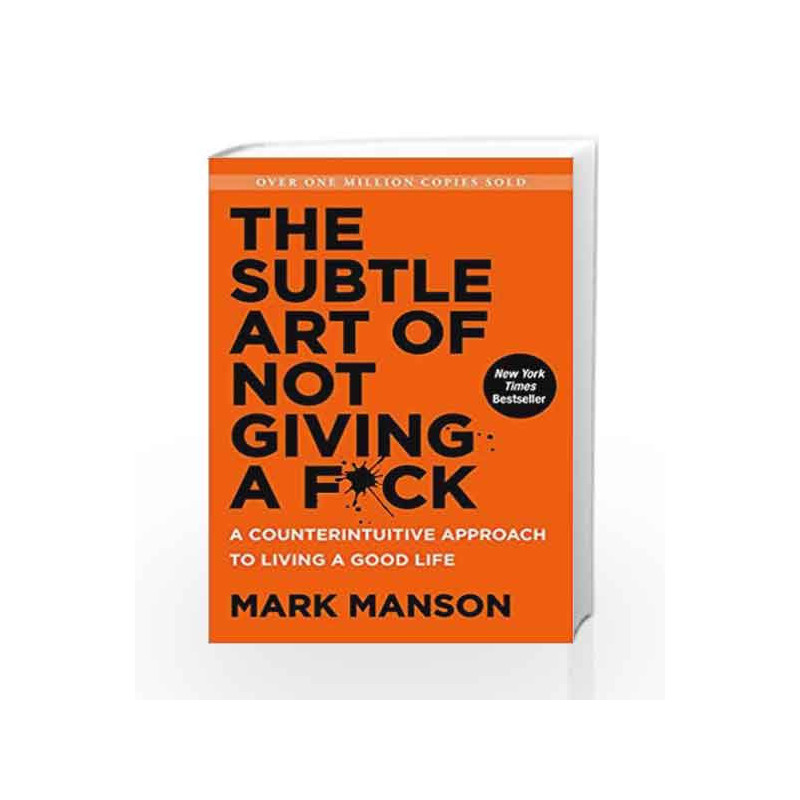 OVER ONE MILLION COPIES SOLD
THE
SUBTLE
ART OF
NOT
GIVING
A F*CK
New York
Times
Bestseller
A COUNTERINTUITIVE APPROACH
TO LIVING A GOOD LIFE
MARK MANSON